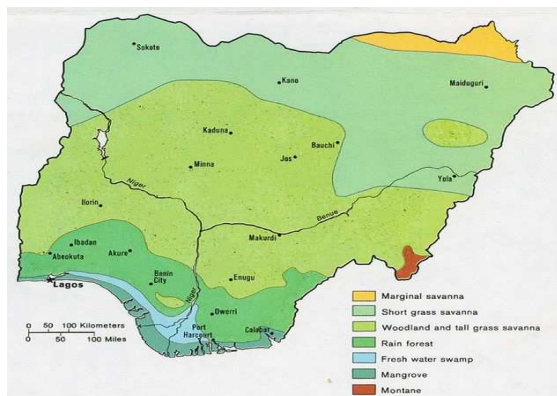 Sokoto
Kano
Maiduguri
Kaduna
Bauchi
Jos
Minna
Yola
Niger
Ilorin
Benue
Makurdi
Ibadan
Akure
Abeokuta
Benin
City
Enugu
Lagos
Niger
Owerri
Port
Harcourt
Calabar
0 50 100 Kilometers
0 50 100 Miles
Marginal savanna
Short grass savanna
Woodland and tall grass savanna
Rain forest
Fresh water swamp
Mangrove
Montane